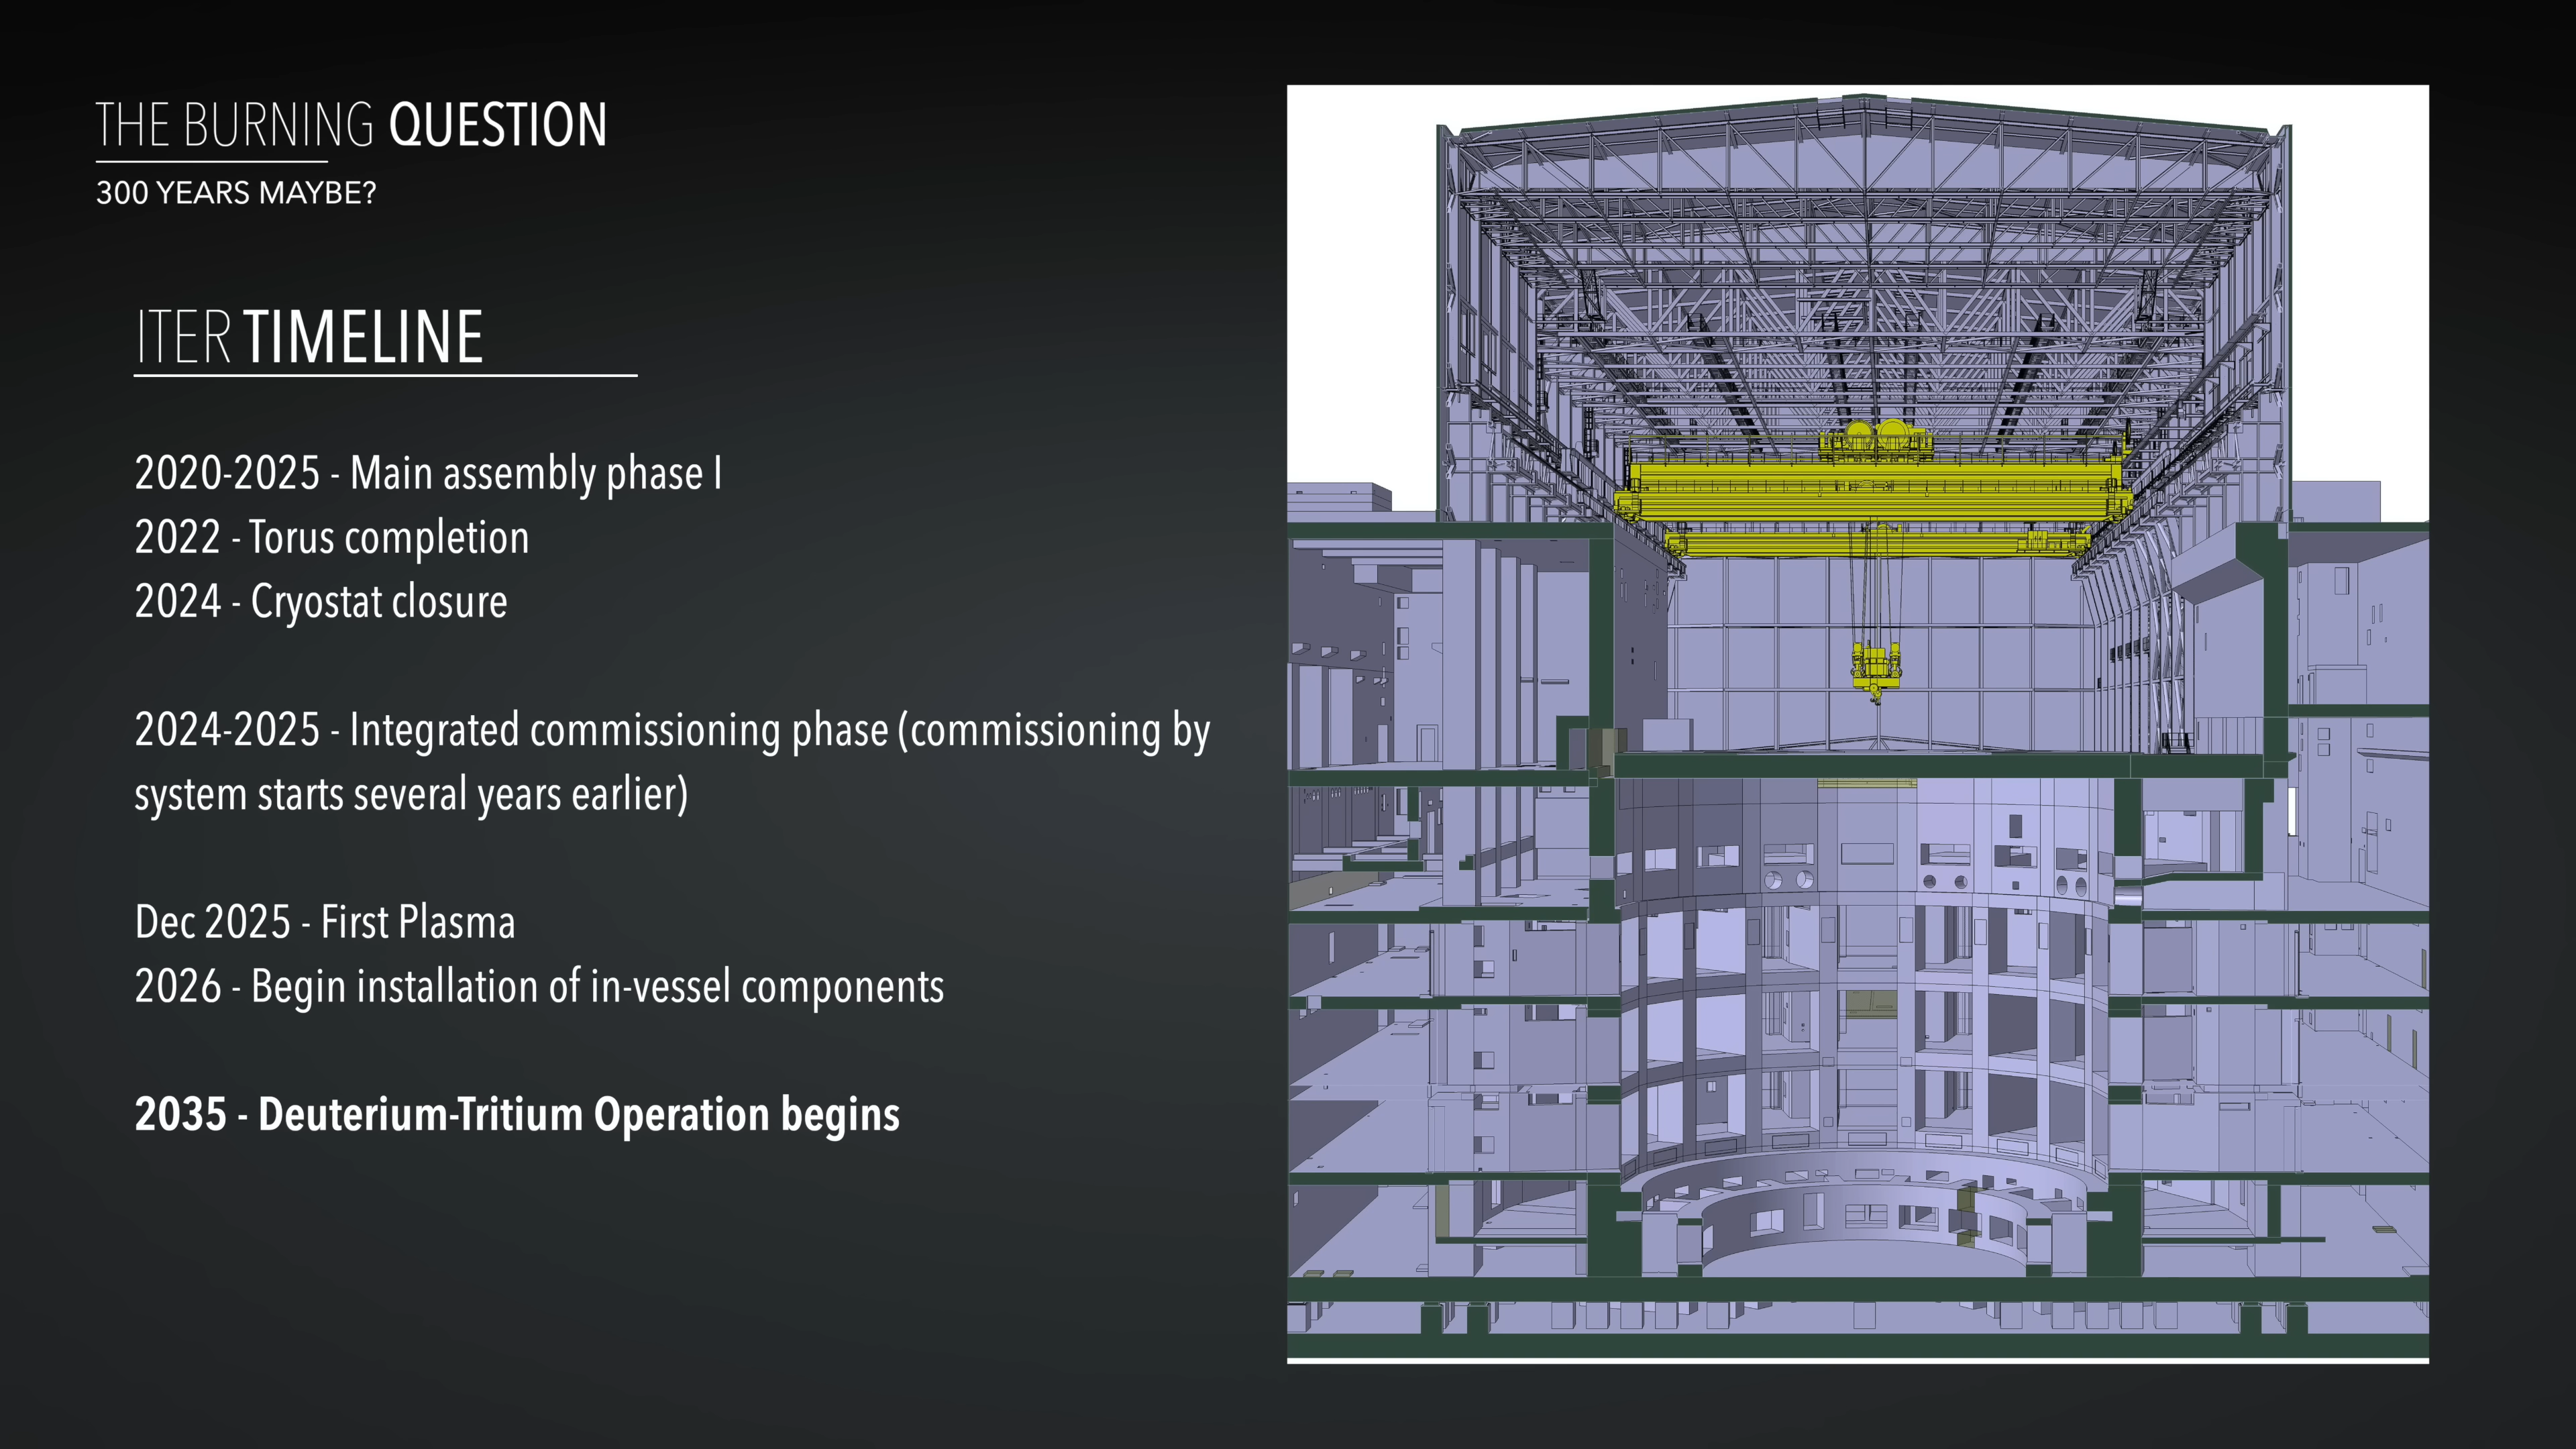 THE BURNING QUESTION
300 YEARS MAYBE?
ITER TIMELINE
2020-2025 - Main assembly phase I
2022 - Torus completion
2024 - Cryostat closure
2024-2025 - Integrated commissioning phase (commissioning by
system starts several years earlier)
Dec 2025 - First Plasma
2026 - Begin installation of in-vessel components
2035 - Deuterium-Tritium Operation begins